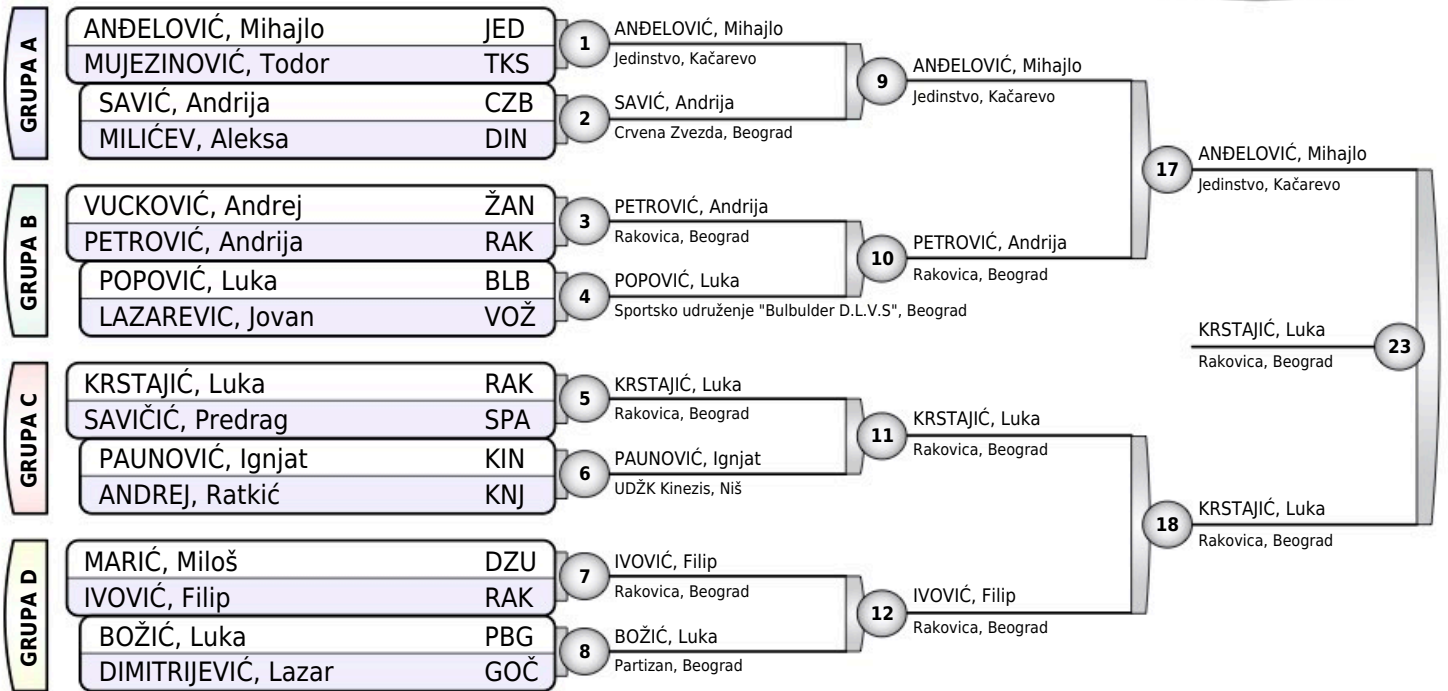 GRUPA A
ANĐELOVIĆ, Mihajlo JED
MUJEZINOVIĆ, Todor TKS
SAVIĆ, Andrija CZB
MILIĆEV, Aleksa DIN
1
ANĐELOVIĆ, Mihajlo
Jedinstvo, Kačarevo
2
SAVIĆ, Andrija
Crvena Zvezda, Beograd
9
ANĐELOVIĆ, Mihajlo
Jedinstvo, Kačarevo
GRUPA B
VUCKOVIĆ, Andrej ŽAN
PETROVIĆ, Andrija RAK
POPOVIĆ, Luka BLB
LAZAREVIC, Jovan VOŽ
3
PETROVIĆ, Andrija
Rakovica, Beograd
4
POPOVIĆ, Luka
Sportsko udruženje "Bulbulder D.L.V.S", Beograd
10
PETROVIĆ, Andrija
Rakovica, Beograd
17
ANĐELOVIĆ, Mihajlo
Jedinstvo, Kačarevo
GRUPA C
KRSTAJIĆ, Luka RAK
SAVIČIĆ, Predrag SPA
PAUNOVIĆ, Ignjat KIN
ANDREJ, Ratkić KNJ
5
KRSTAJIĆ, Luka
Rakovica, Beograd
6
PAUNOVIĆ, Ignjat
UDŽK Kinezis, Niš
11
KRSTAJIĆ, Luka
Rakovica, Beograd
GRUPA D
MARIĆ, Miloš DZU
IVOVIĆ, Filip RAK
BOŽIĆ, Luka PBG
DIMITRIJEVIĆ, Lazar GOČ
7
IVOVIĆ, Filip
Rakovica, Beograd
8
BOŽIĆ, Luka
Partizan, Beograd
12
IVOVIĆ, Filip
Rakovica, Beograd
18
KRSTAJIĆ, Luka
Rakovica, Beograd
23
KRSTAJIĆ, Luka
Rakovica, Beograd